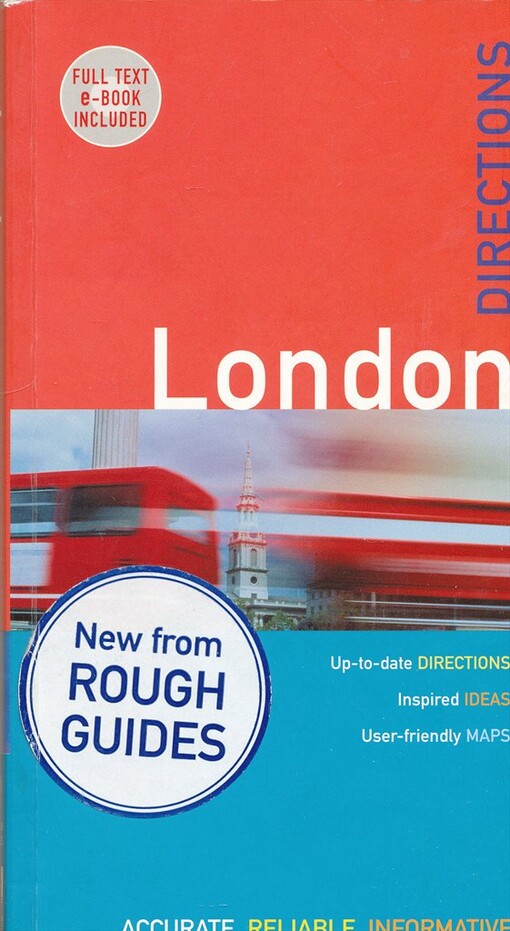 FULL TEXT
e-BOOK
INCLUDED
DIRECTIONS
London
New from
ROUGH
GUIDES
Up-to-date DIRECTIONS
Inspired IDEAS
User-friendly MAPS
ACCURATE RELIABLE INFORMATIVE